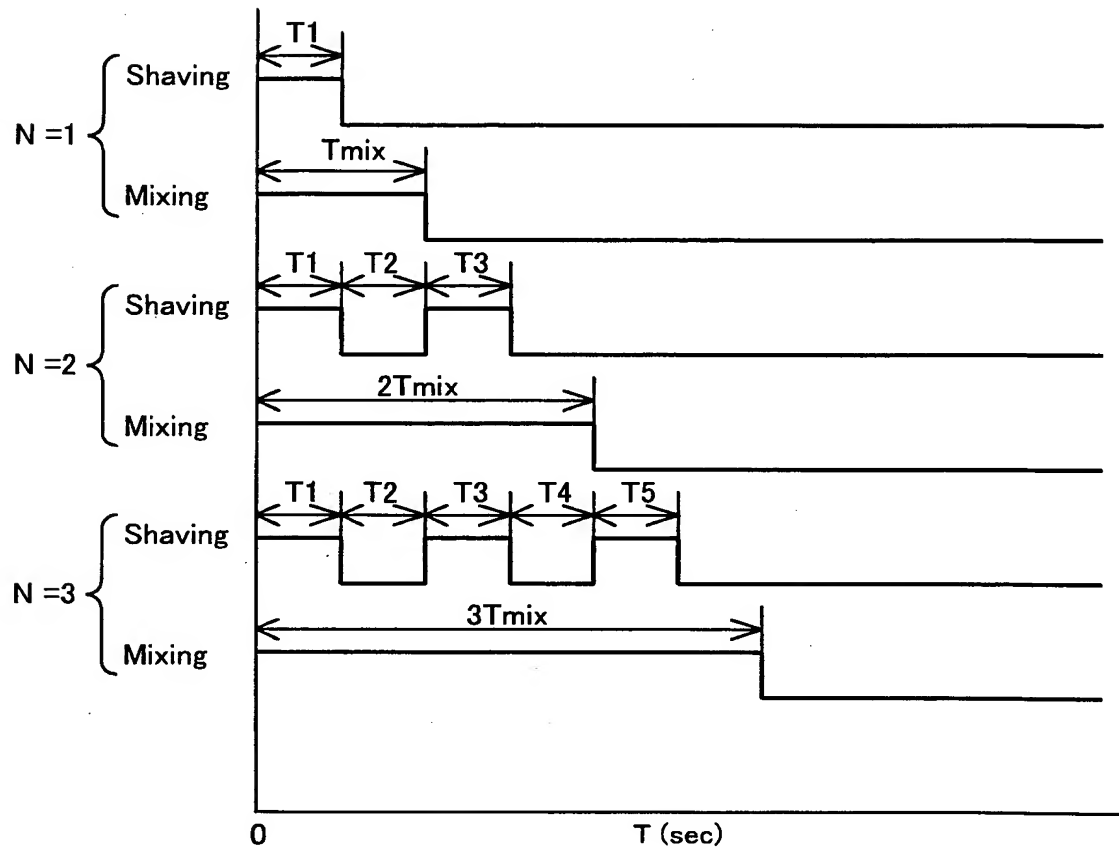 T1
Shaving
N =1
Tmix
Mixing
T1 T2 T3
Shaving
N =2
2Tmix
Mixing
T1 T2 T3 T4 T5
Shaving
N =3
3Tmix
Mixing
0 T (sec)